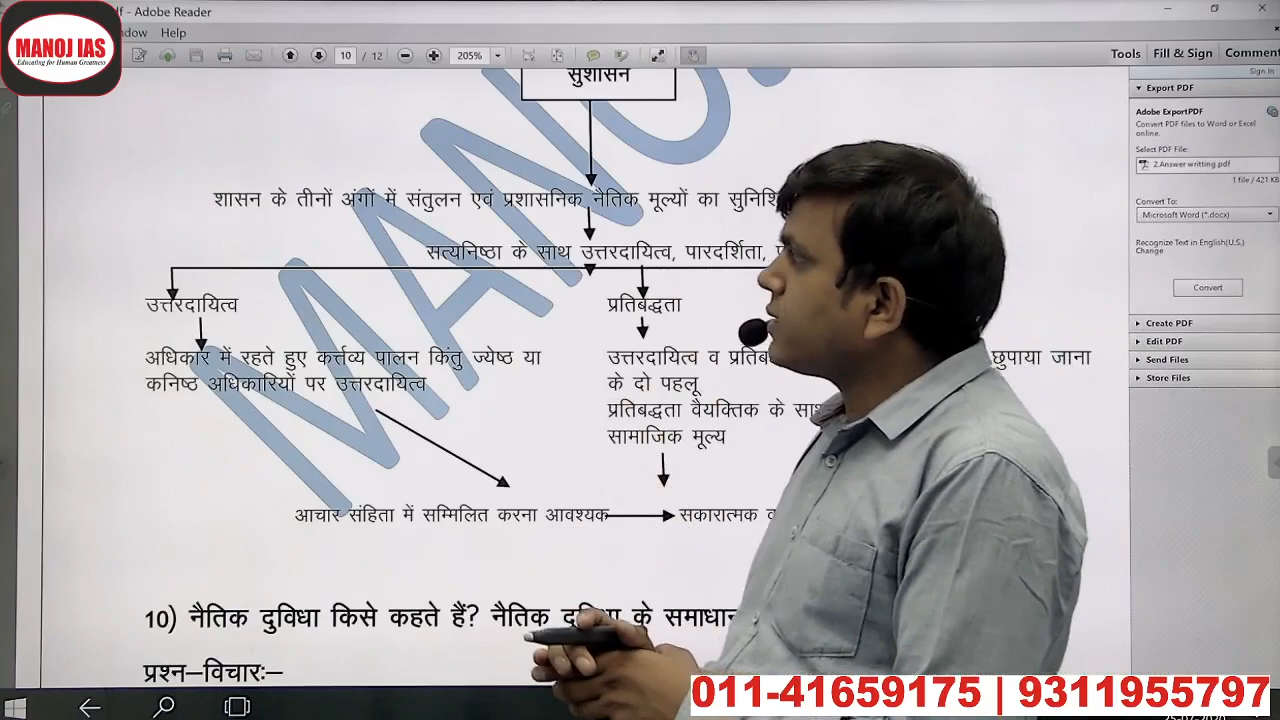 MANOJ IAS
Educating for Human Greatness
- Adobe Reader
Help
10 / 12
205%
Tools
Fill & Sign
Comment
Sign In
Export PDF
Adobe ExportPDF
Convert PDF files to Word or Excel
online.
Select PDF File:
2.Answer writting.pdf
1 file / 421 KB
Convert To:
Microsoft Word (*.docx)
Recognize Text in English(U.S.)
Change
Convert
Create PDF
Edit PDF
Send Files
Store Files
सुशासन
शासन के तीनों अंगों में संतुलन एवं प्रशासनिक नैतिक मूल्यों का
सत्यनिष्ठा के साथ उत्तरदायित्व, पारदर्शिता,
उत्तरदायित्व
प्रतिबद्धता
अधिकार में रहते हुए कर्त्तव्य पालन किंतु ज्येष्ठ या
कनिष्ठ अधिकारियों पर उत्तरदायित्व
उत्तरदायित्व व
के दो पहलू
प्रतिबद्धता वैयक्तिक के साथ
सामाजिक मूल्य
छुपाया जाना
आचार संहिता में सम्मिलित करना आवश्यक
सकारात्मक
10) नैतिक दुविधा किसे कहते हैं? नैतिक दुविधा के समाधान
प्रश्न–विचारः–
011-41659175 | 9311955797